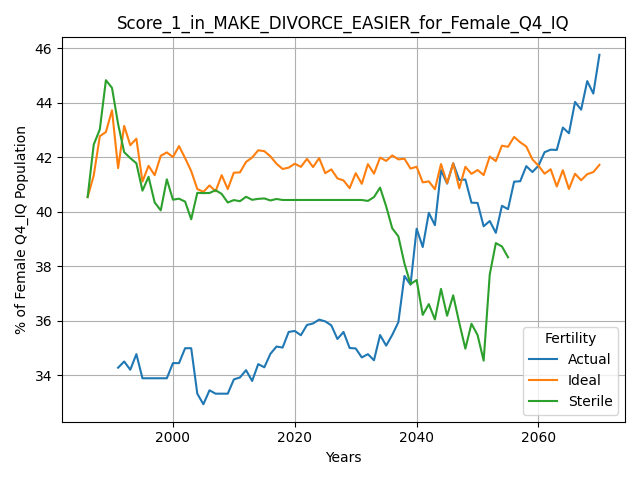 Score_1_in_MAKE_DIVORCE_EASIER_for_Female_Q4_IQ
% of Female Q4_IQ Population
46
44
42
40
38
36
34
2000
2020
2040
2060
Years
Fertility
Actual
Ideal
Sterile